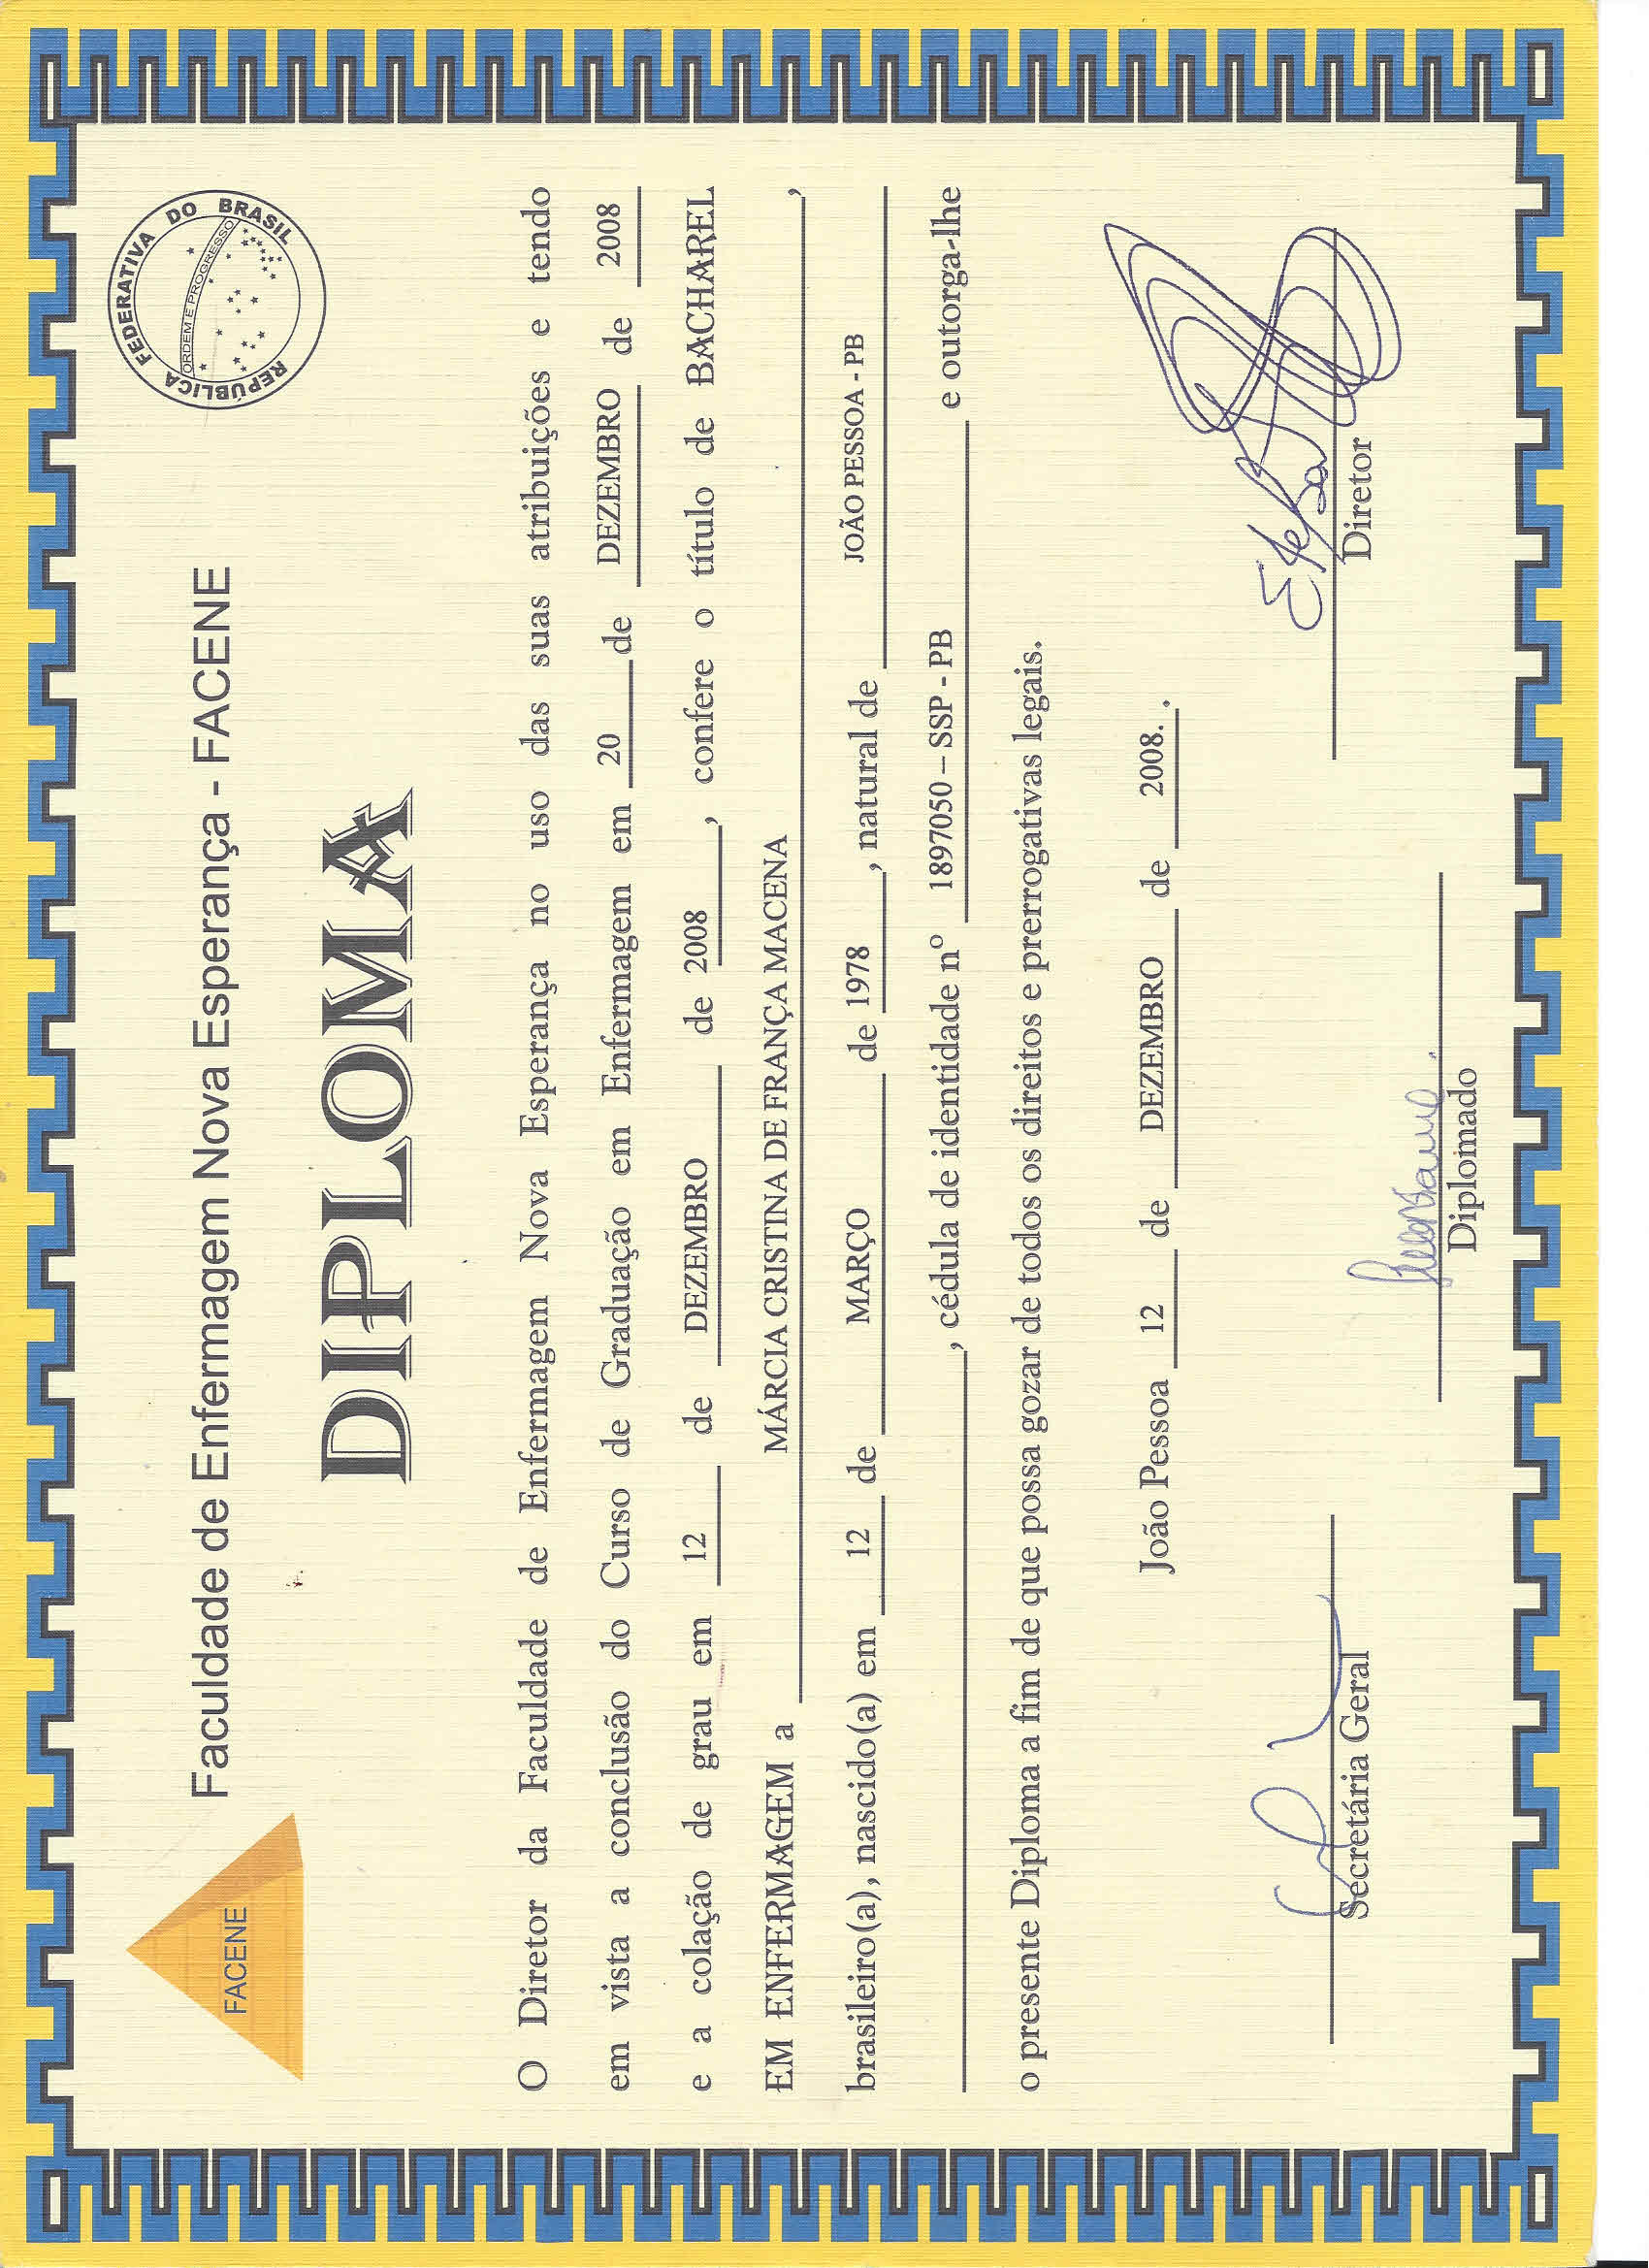 FACENE
Faculdade de Enfermagem Nova Esperança - FACENE
REPÚBLICA FEDERATIVA DO BRASIL
ORDEM E PROGRESSO
DIPLOMA
O Diretor da Faculdade de Enfermagem Nova Esperança no uso das suas atribuições e tendo
em vista a conclusão do Curso de Graduação em Enfermagem em 20 de DEZEMBRO de 2008
e a colação de grau em 12 de DEZEMBRO de 2008, confere o título de BACHAREL
EM ENFERMAGEM a MÁRCIA CRISTINA DE FRANÇA MACENA,
brasileiro(a), nascido(a) em 12 de MARÇO de 1978, natural de JOÃO PESSOA - PB
, cédula de identidade nº 1897050 – SSP - PB e outorga-lhe
o presente Diploma a fim de que possa gozar de todos os direitos e prerrogativas legais.
João Pessoa 12 de DEZEMBRO de 2008. .
Secretária Geral
Diplomado
Diretor